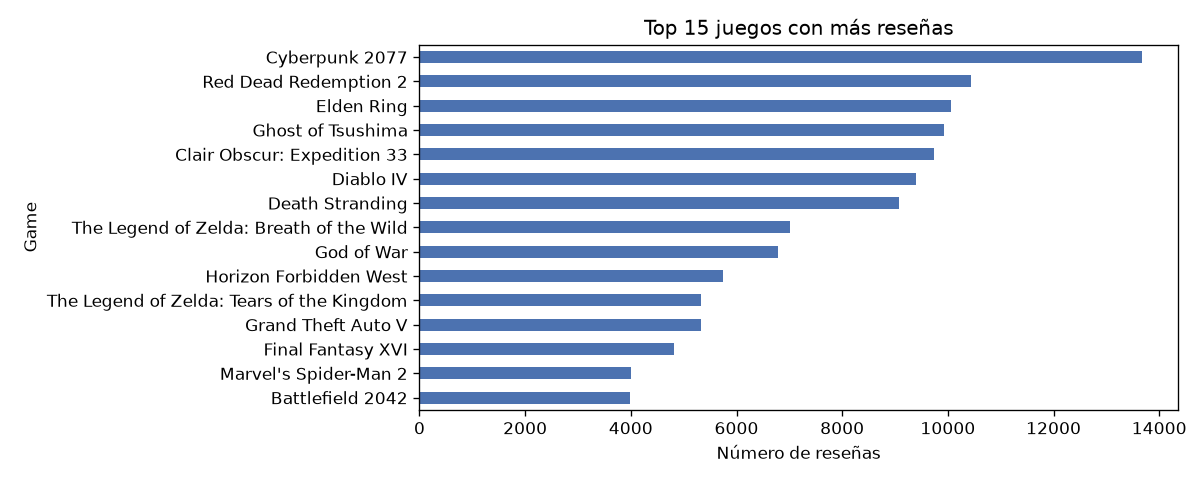 Top 15 juegos con más reseñas
Cyberpunk 2077
Red Dead Redemption 2
Elden Ring
Ghost of Tsushima
Clair Obscur: Expedition 33
Diablo IV
Death Stranding
The Legend of Zelda: Breath of the Wild
God of War
Horizon Forbidden West
The Legend of Zelda: Tears of the Kingdom
Grand Theft Auto V
Final Fantasy XVI
Marvel's Spider-Man 2
Battlefield 2042
Game
0 2000 4000 6000 8000 10000 12000 14000
Número de reseñas